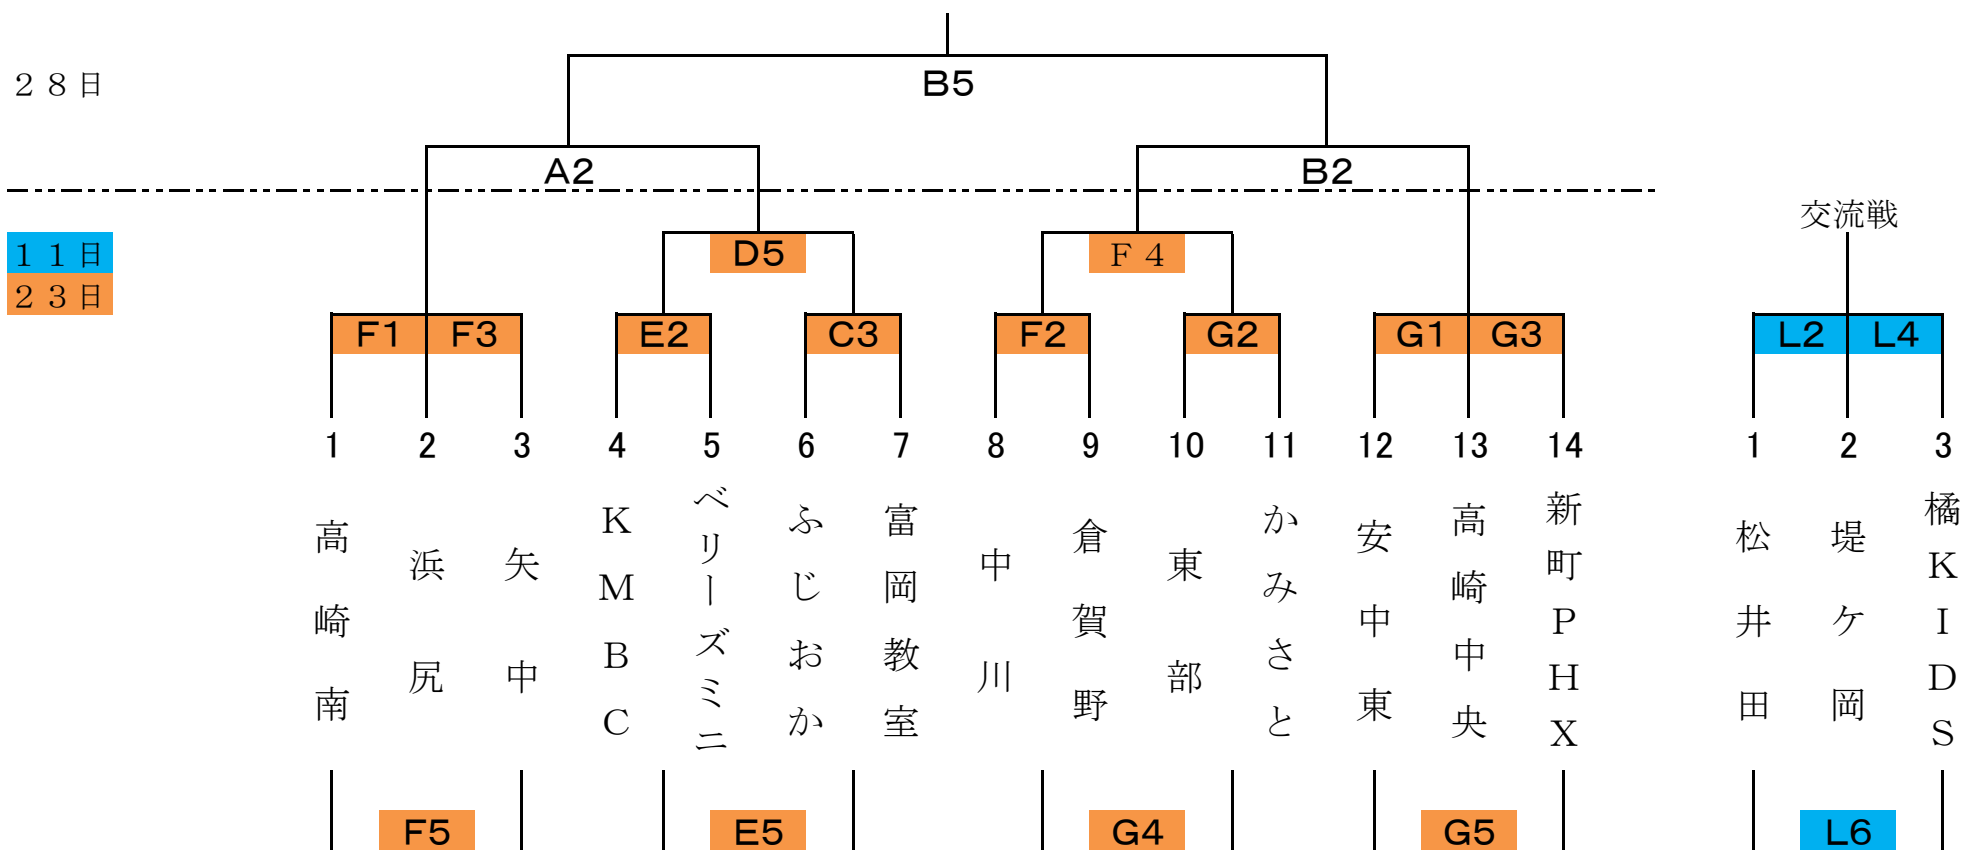 ２８日
B5
A2
B2
交流戦
１１日
D5
Ｆ４
２３日
F1
F3
E2
C3
F2
G2
G1
G3
L2
L4
1
2
3
4
5
6
7
8
9
10
11
12
13
14
1
2
3
高崎南
浜尻
矢中
ＫＭＢＣ
ベリーズミニ
ふじおか
富岡教室
中川
倉賀野
東部
かみさと
安中東
高崎中央
新町ＰＨＸ
松井田
堤ケ岡
橘ＫＩＤＳ
F5
E5
G4
G5
L6